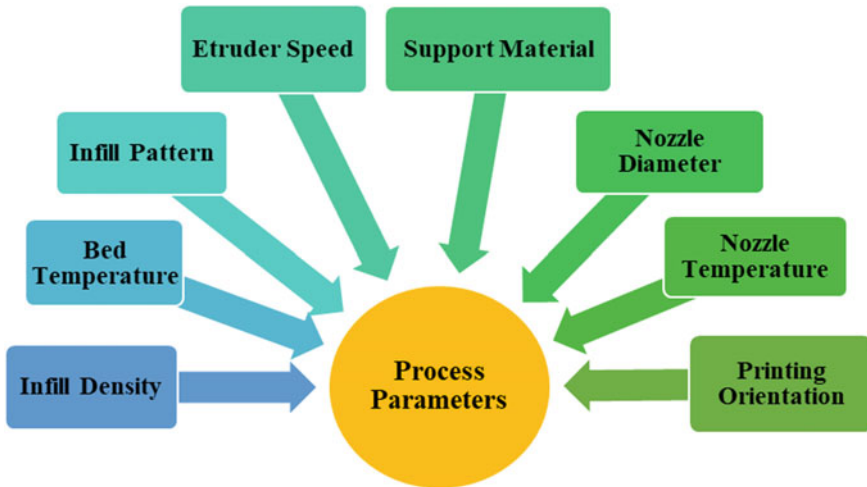 Etruder Speed
Support Material
Infill Pattern
Nozzle
Diameter
Bed
Temperature
Nozzle
Temperature
Infill Density
Process
Parameters
Printing
Orientation